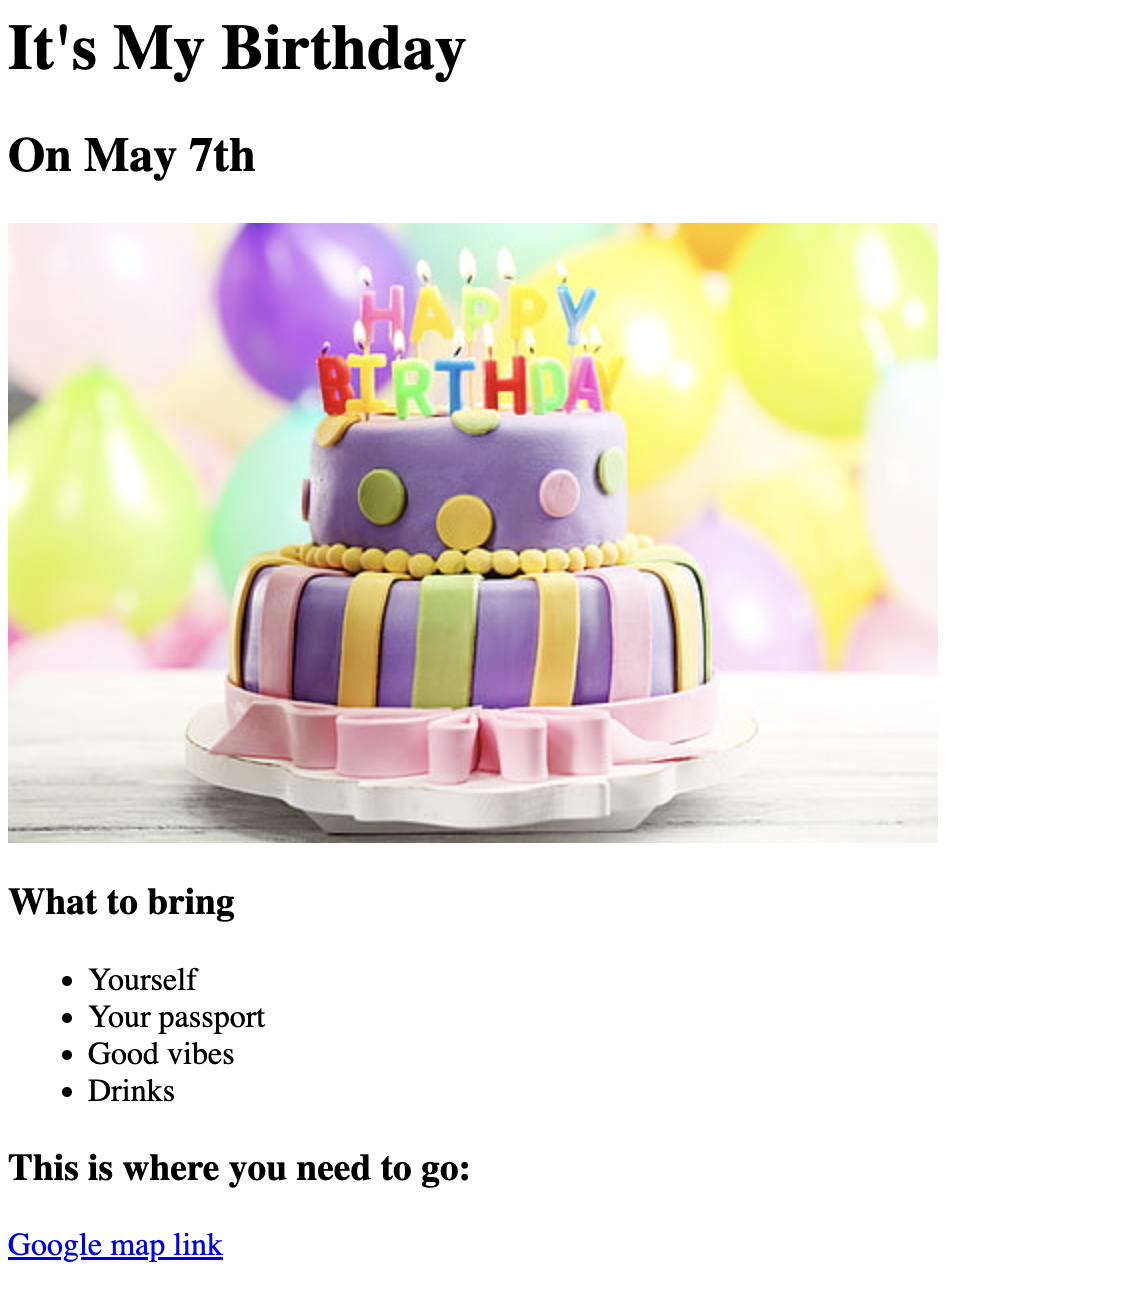 It's My Birthday
On May 7th
HAPPY
BIRTHDAY
What to bring
Yourself
Your passport
Good vibes
Drinks
This is where you need to go:
Google map link